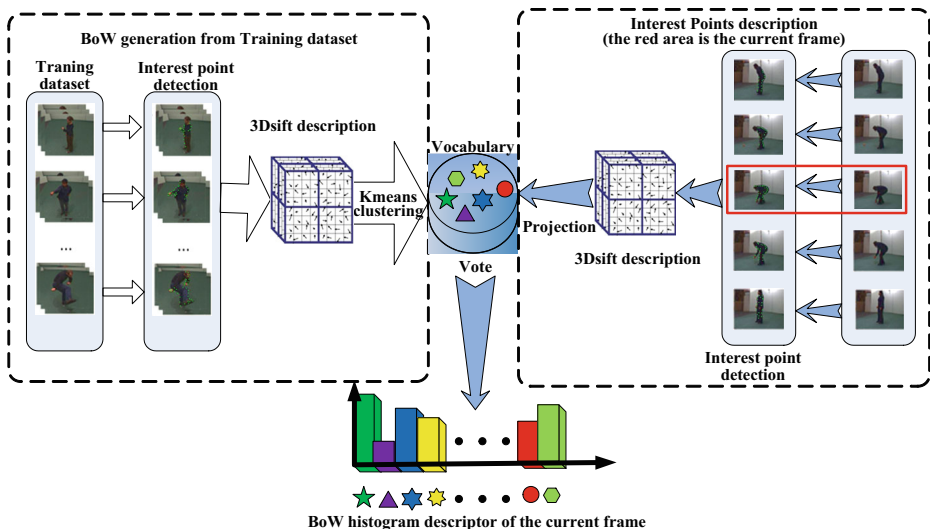 BoW generation from Training dataset
Traning
dataset
Interest point
detection
3Dsift description
...
...
Kmeans
clustering
Vocabulary
Vote
Projection
Interest Points description
(the red area is the current frame)
3Dsift description
Interest point
detection
BoW histogram descriptor of the current frame